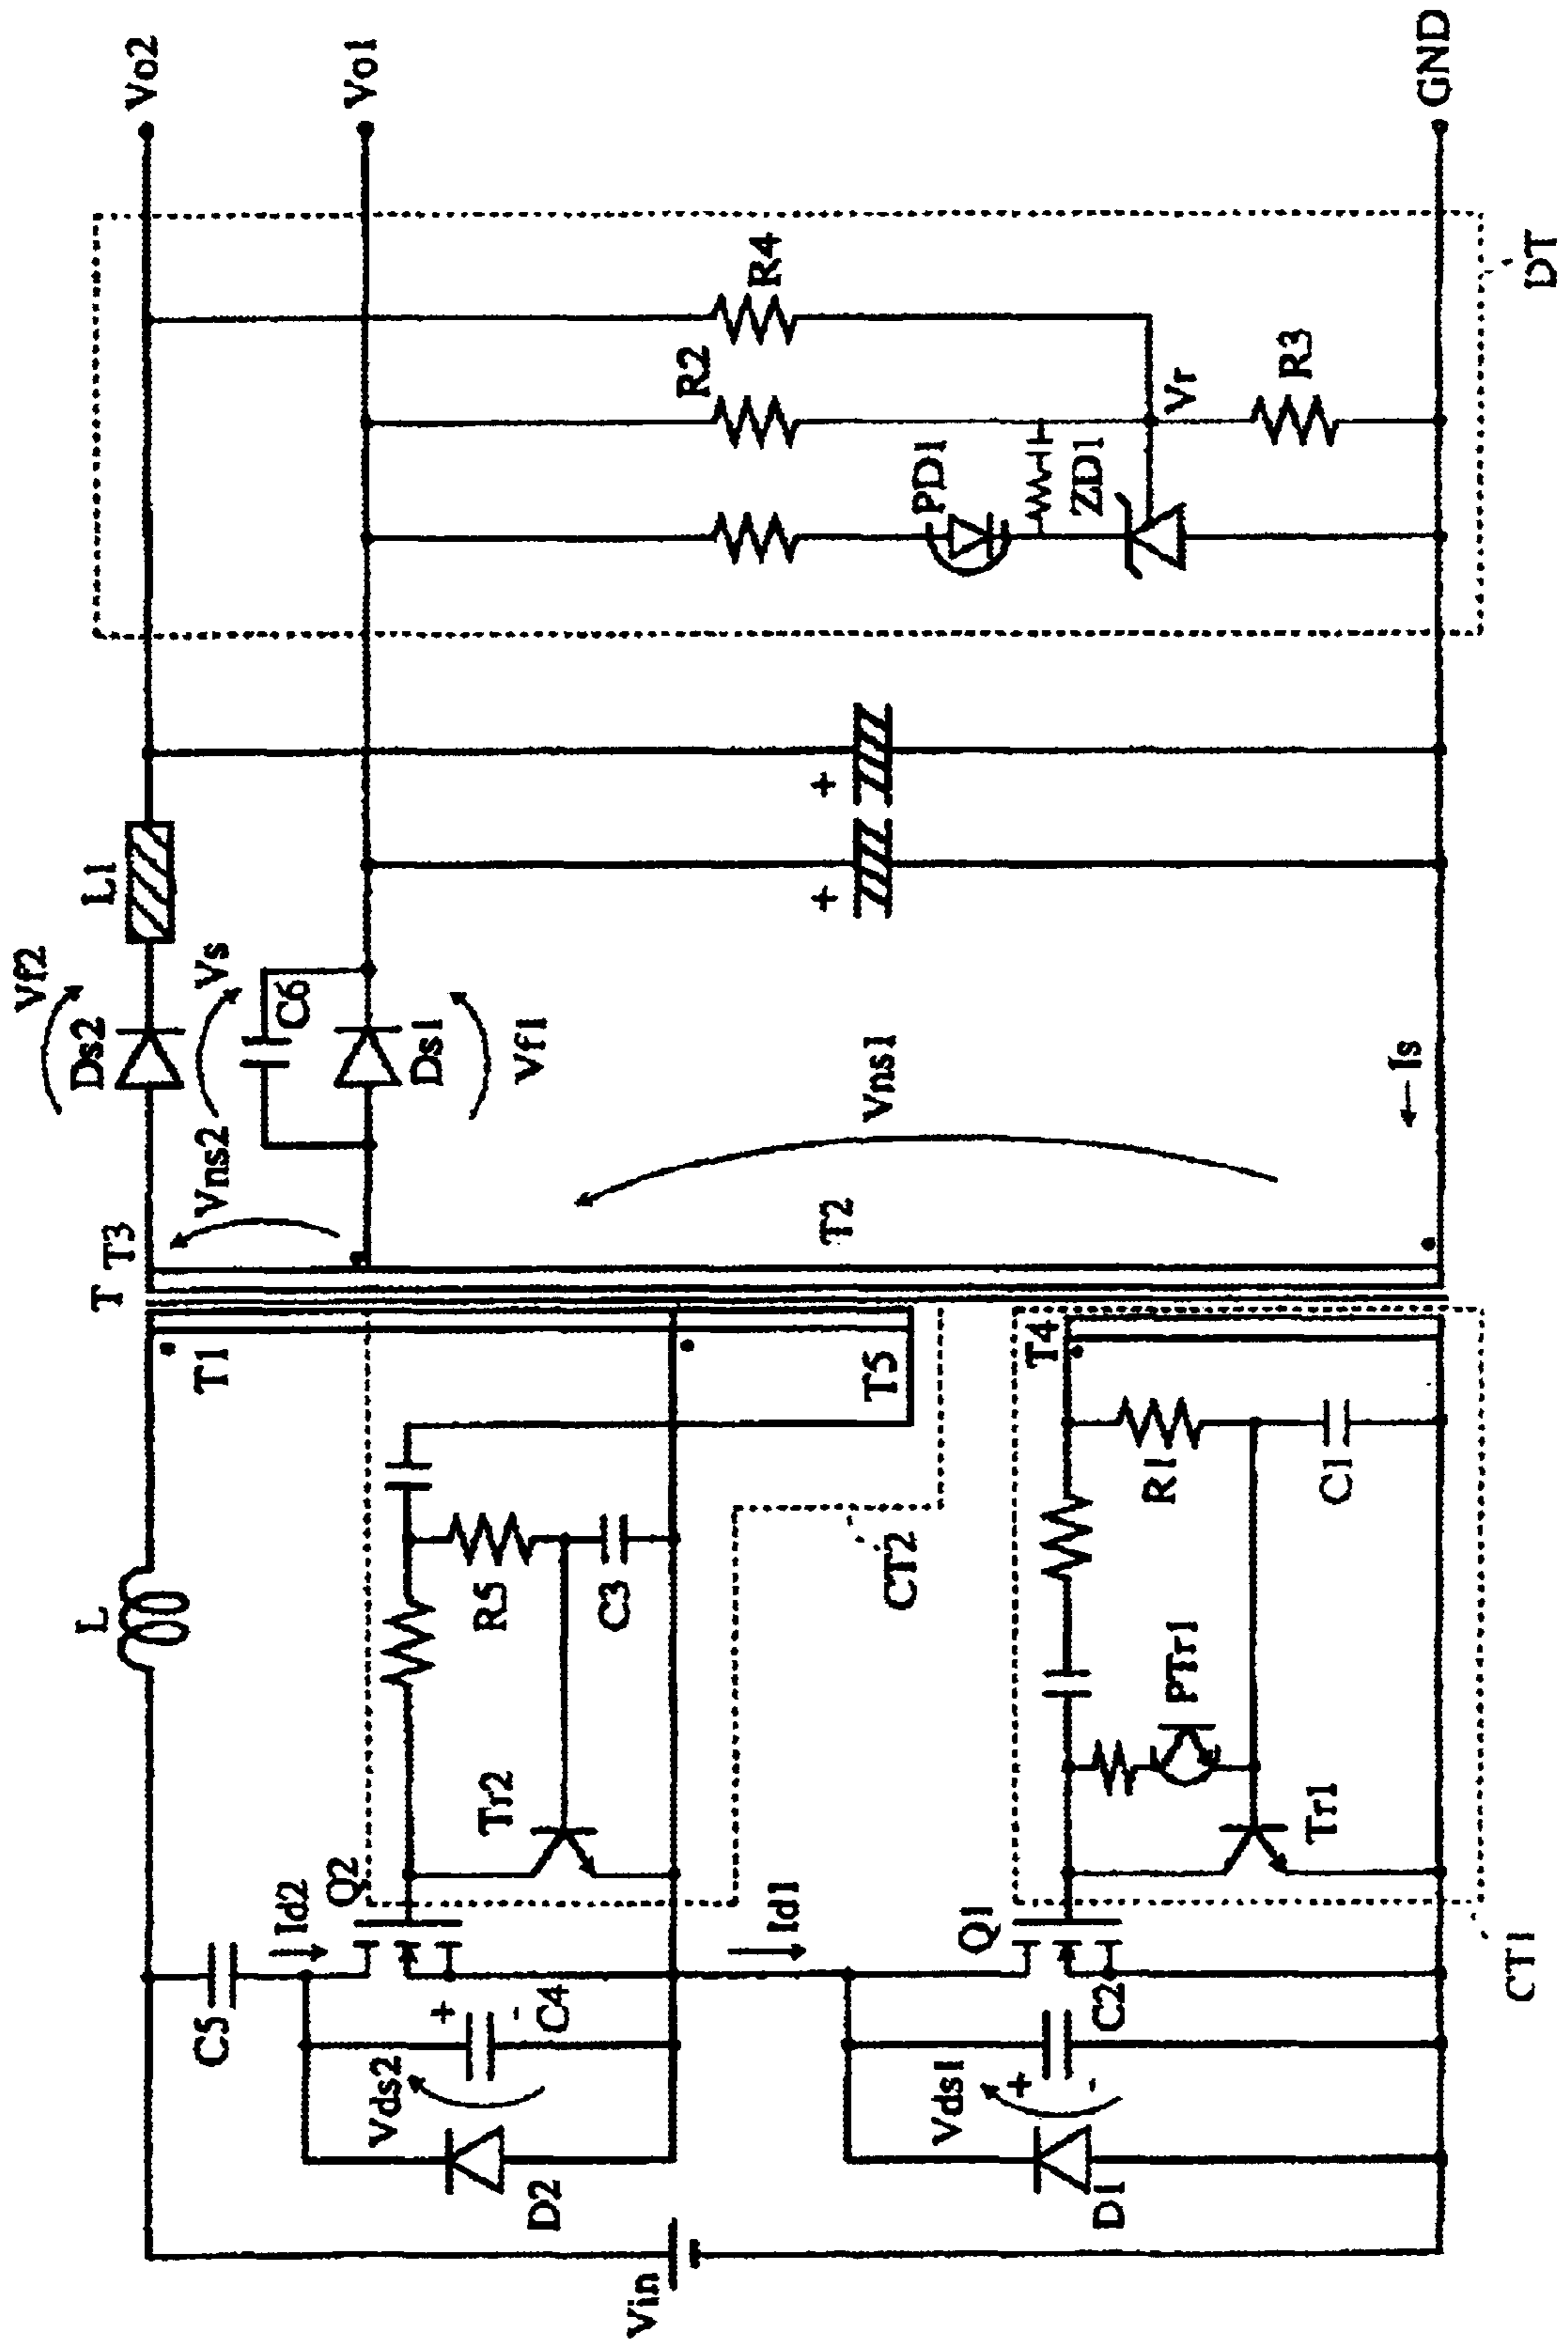 Vo2
Vo1
GND
R4
R2
Vr
R3
PD1
ZD1
DT
L1
Vf2
Ds2
Vs
C6
Ds1
Vf1
Vns2
Vns1
← Is
T
T3
T2
T1
T5
T4
L
R5
C3
CT2
R1
C1
PTr1
Tr2
Tr1
Q2
Id2
Id1
Q1
CT1
C5
+
-
C4
Vds2
C2
+
-
Vds1
D2
D1
Vin
+
+